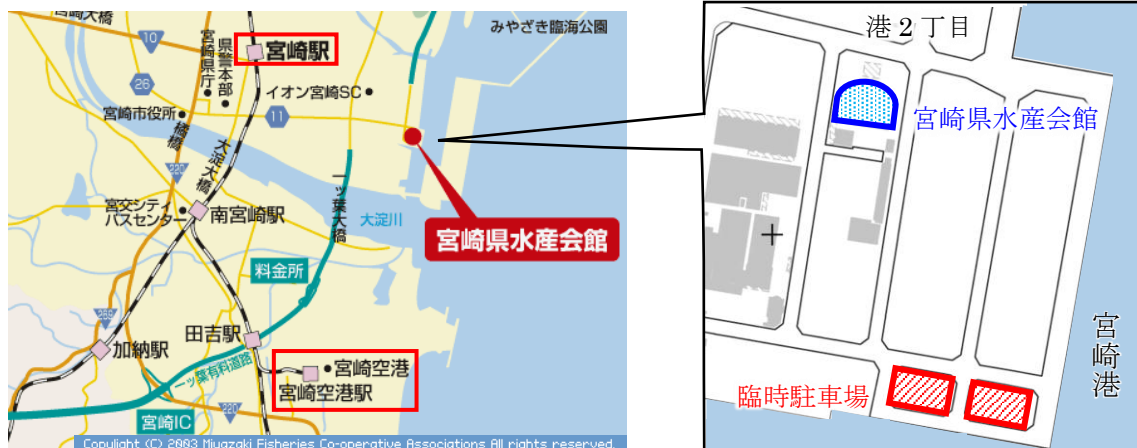 みやざき臨海公園
宮崎大橋
10
宮崎駅
県警本部
宮崎県庁
26
イオン宮崎SC
宮崎市役所
11
橘橋
大淀大橋
220
宮交シティ
バスセンター
南宮崎駅
一ッ葉大橋
大淀川
宮崎県水産会館
料金所
269
田吉駅
加納駅
一ッ葉有料道路
宮崎空港
宮崎空港駅
宮崎IC
220
Copyright (C) 2003 Miyazaki Fisheries Co-operative Associations All rights reserved.
港2丁目
宮崎県水産会館
宮崎港
臨時駐車場